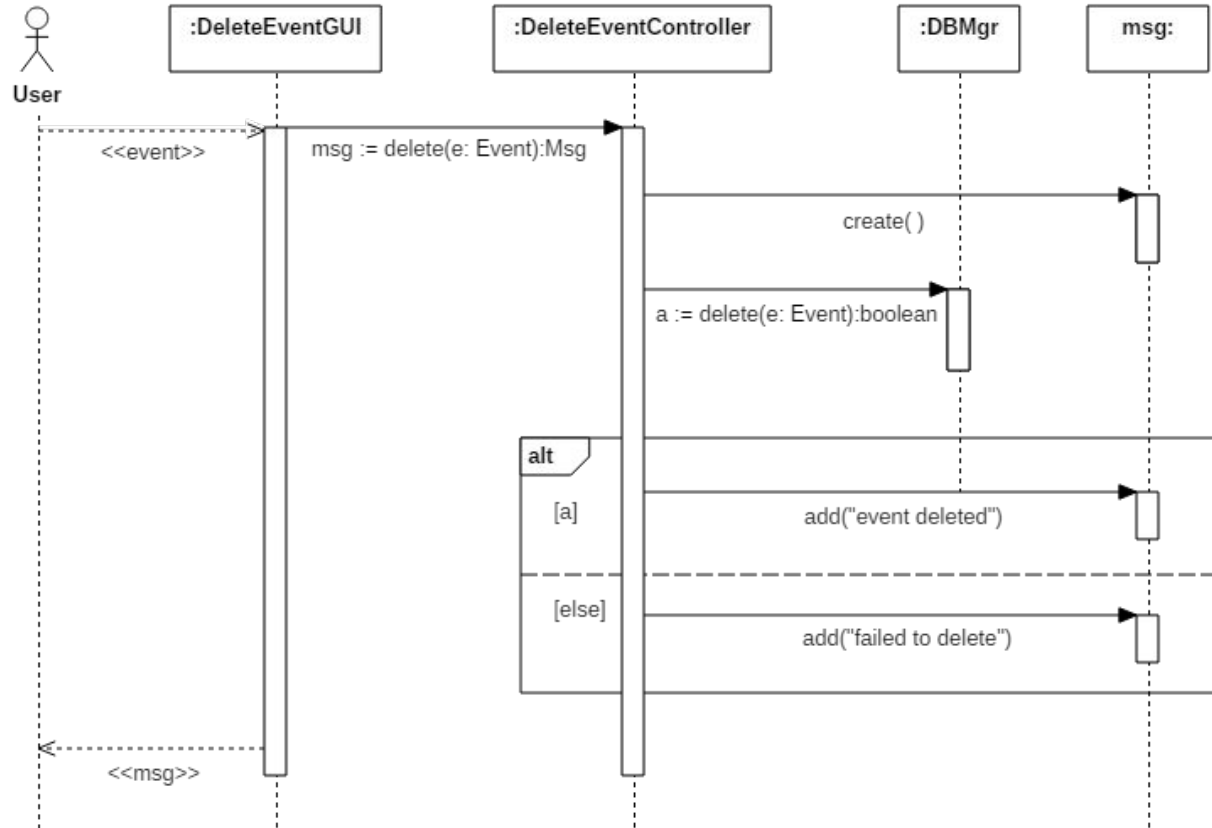 :DeleteEventGUI
:DeleteEventController
:DBMgr
msg:
User
<<event>>
msg := delete(e: Event):Msg
create( )
a := delete(e: Event):boolean
alt
[a]
add("event deleted")
[else]
add("failed to delete")
<<msg>>